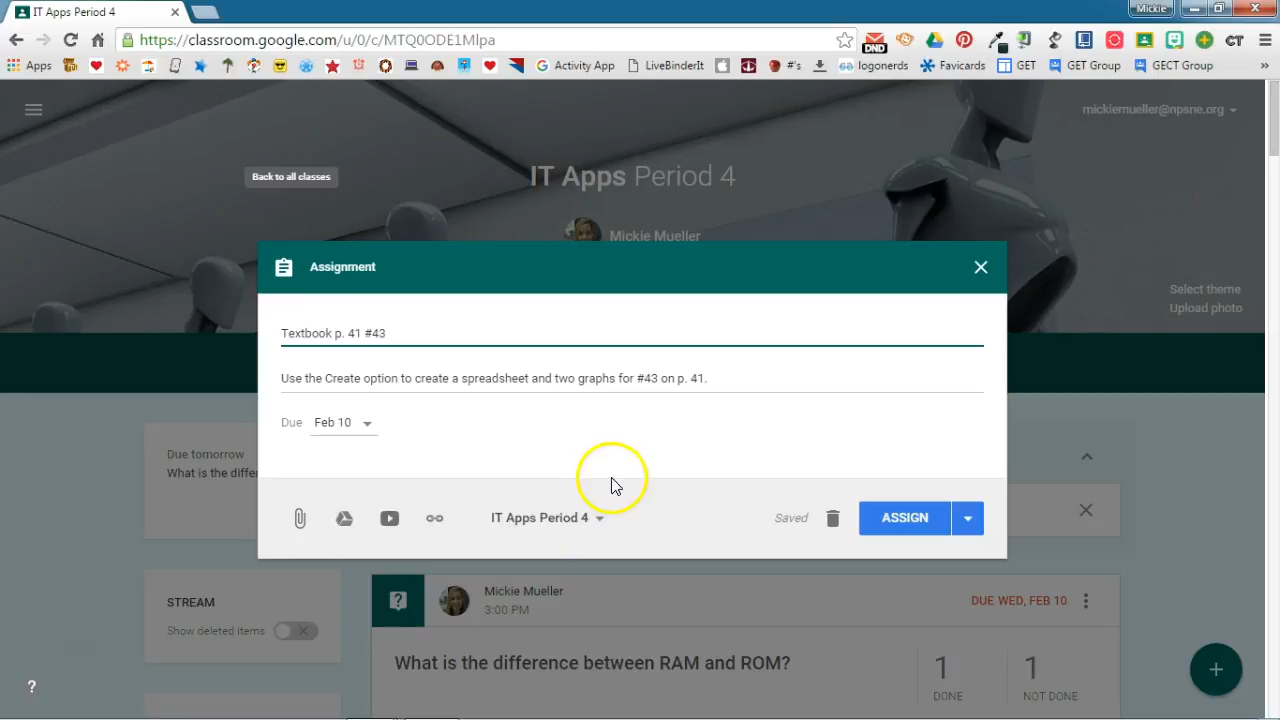 IT Apps Period 4
Mickie
https://classroom.google.com/u/0/c/MTQ0ODE1Mlpa
DND
CT
Apps
Activity App
LiveBinderIt
#'s
logonerds
Favicards
GET
GET Group
GECT Group
»
mickiemueller@npsne.org
Back to all classes
IT Apps Period 4
Mickie Mueller
Select theme
Upload photo
Assignment
Textbook p. 41 #43
Use the Create option to create a spreadsheet and two graphs for #43 on p. 41.
Due Feb 10
IT Apps Period 4
Saved
ASSIGN
Due tomorrow
What is the diffe
STREAM
Show deleted items
Mickie Mueller
3:00 PM
DUE WED, FEB 10
What is the difference between RAM and ROM?
1
DONE
1
NOT DONE
+
?